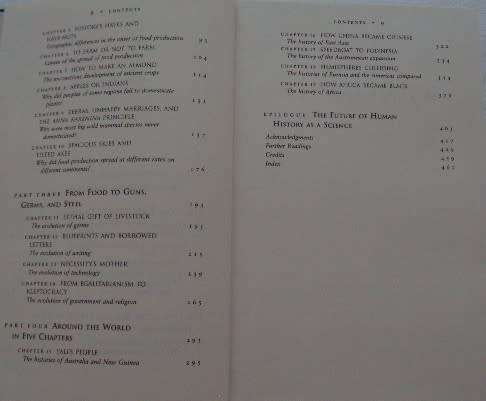 8 • CONTENTS
CHAPTER 5 HISTORY'S HAVES AND
HAVE-NOTS
Geographic differences in the onset of food production 93
CHAPTER 6 TO FARM OR NOT TO FARM
Causes of the spread of food production 104
CHAPTER 7 HOW TO MAKE AN ALMOND
The unconscious development of ancient crops 114
CHAPTER 8 APPLES OR INDIANS
Why did peoples of some regions fail to domesticate
plants? 131
CHAPTER 9 ZEBRAS, UNHAPPY MARRIAGES, AND
THE ANNA KARENINA PRINCIPLE
Why were most big wild mammal species never
domesticated? 157
CHAPTER 10 SPACIOUS SKIES AND
TILTED AXES
Why did food production spread at different rates on
different continents? 176
PART THREE FROM FOOD TO GUNS,
GERMS, AND STEEL 193
CHAPTER 11 LETHAL GIFT OF LIVESTOCK
The evolution of germs 195
CHAPTER 12 BLUEPRINTS AND BORROWED
LETTERS
The evolution of writing 215
CHAPTER 13 NECESSITY'S MOTHER
The evolution of technology 239
CHAPTER 14 FROM EGALITARIANISM TO
KLEPTOCRACY
The evolution of government and religion 265
PART FOUR AROUND THE WORLD
IN FIVE CHAPTERS 293
CHAPTER 15 YALI'S PEOPLE
The histories of Australia and New Guinea 295
CONTENTS • 9
CHAPTER 16 HOW CHINA BECAME CHINESE
The history of East Asia 322
CHAPTER 17 SPEEDBOAT TO POLYNESIA
The history of the Austronesian expansion 334
CHAPTER 18 HEMISPHERES COLLIDING
The histories of Eurasia and the Americas compared 354
CHAPTER 19 HOW AFRICA BECAME BLACK
The history of Africa 376
EPILOGUE THE FUTURE OF HUMAN
HISTORY AS A SCIENCE 403
Acknowledgments 427
Further Readings 429
Credits 459
Index 461